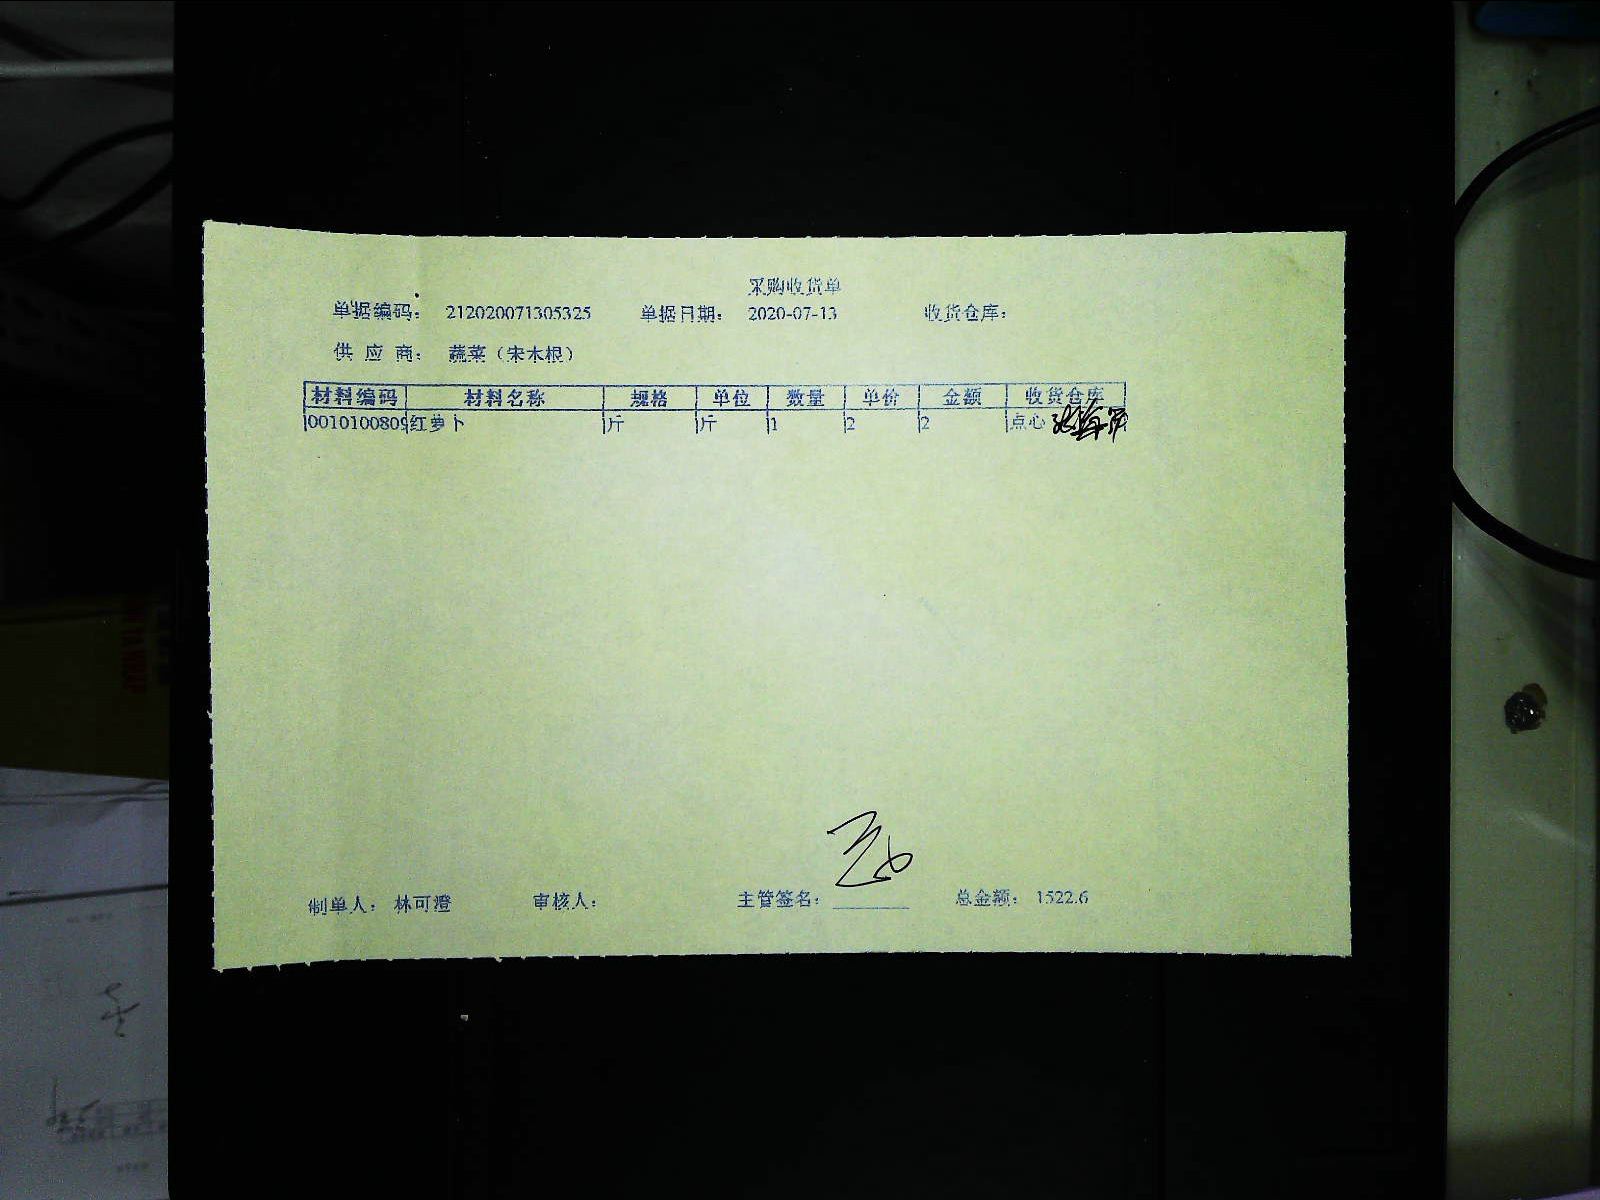 采购收货单
单据编码： 212020071305325 单据日期： 2020-07-13 收货仓库：
供 应 商： 蔬菜（宋木根）
材料编码 材料名称 规格 单位 数量 单价 金额 收货仓库
0010100809 红萝卜 斤 斤 1 2 2 点心
制单人： 林可澄 审核人： 主管签名： 总金额： 1522.6